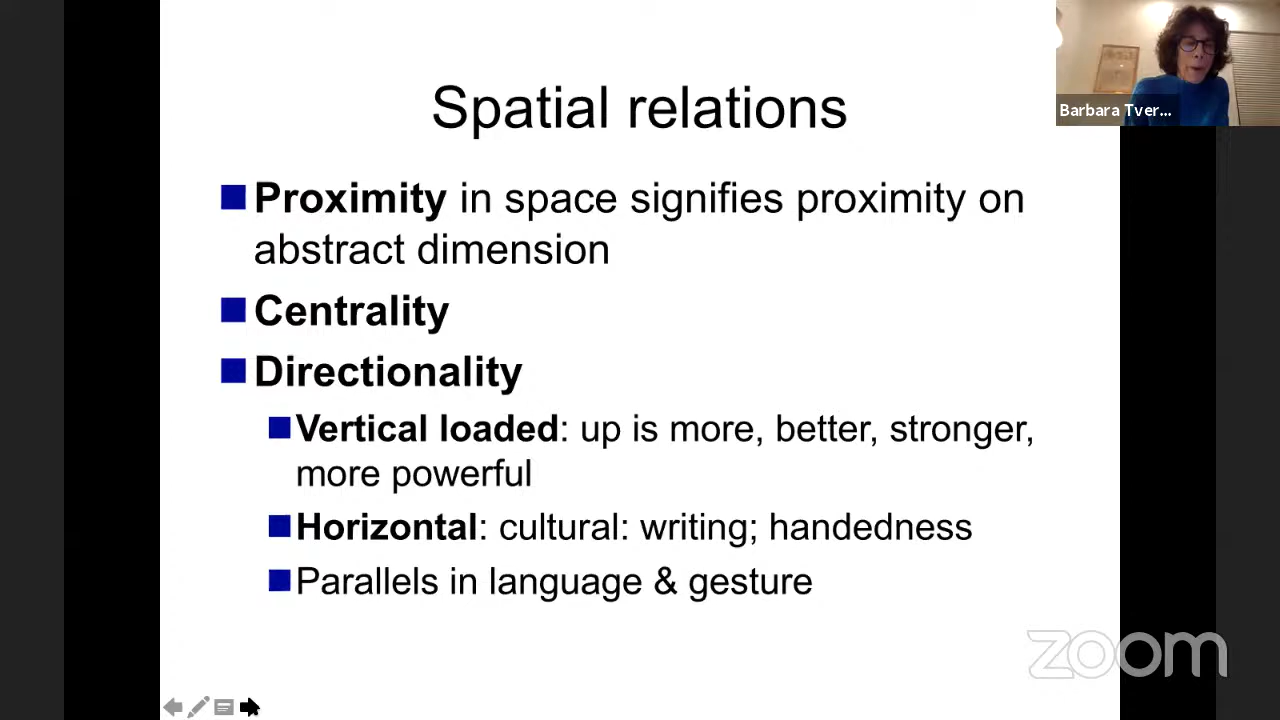 Spatial relations
Barbara Tver...
Proximity in space signifies proximity on
abstract dimension
Centrality
Directionality
Vertical loaded: up is more, better, stronger,
more powerful
Horizontal: cultural: writing; handedness
Parallels in language & gesture
zoom